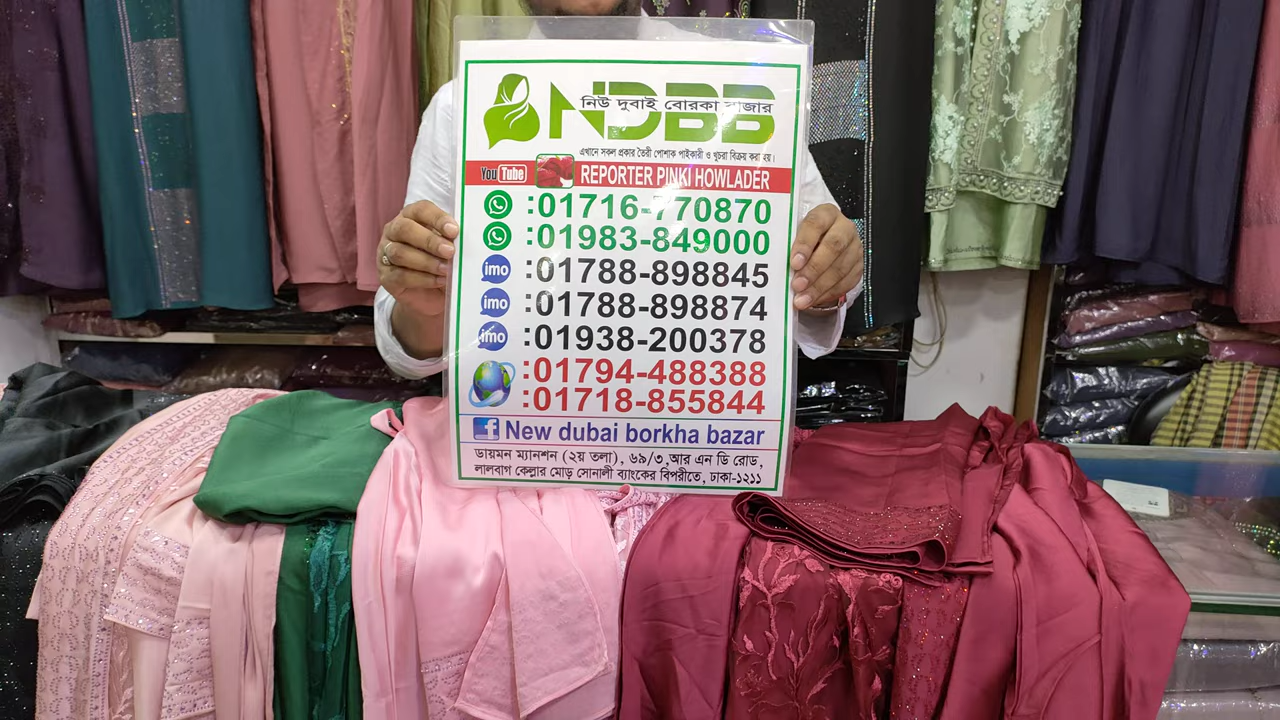 NDBB
নিউ দুবাই বোরকা বাজার
এখানে সকল প্রকার তৈরী পোশাক পাইকারী ও খুচরা বিক্রয় করা হয়।
YouTube REPORTER PINKI HOWLADER
:01716-770870
:01983-849000
imo :01788-898845
imo :01788-898874
imo :01938-200378
:01794-488388
:01718-855844
f New dubai borkha bazar
ডায়মন ম্যানশন (২য় তলা), ৬৯/৩, আর এন ডি রোড,
লালবাগ কেল্লার মোড় সোনালী ব্যাংকের বিপরীতে, ঢাকা-১২১১